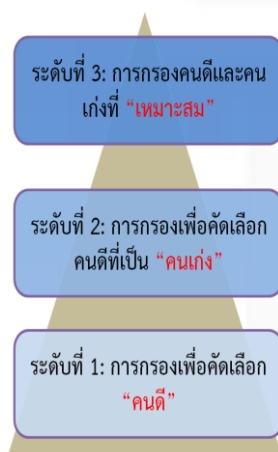 ระดับที่ 3: การกรองคนดีและคน
เก่งที่ “เหมาะสม”
ระดับที่ 2: การกรองเพื่อคัดเลือก
คนดีที่เป็น “คนเก่ง”
ระดับที่ 1: การกรองเพื่อคัดเลือก
“คนดี”